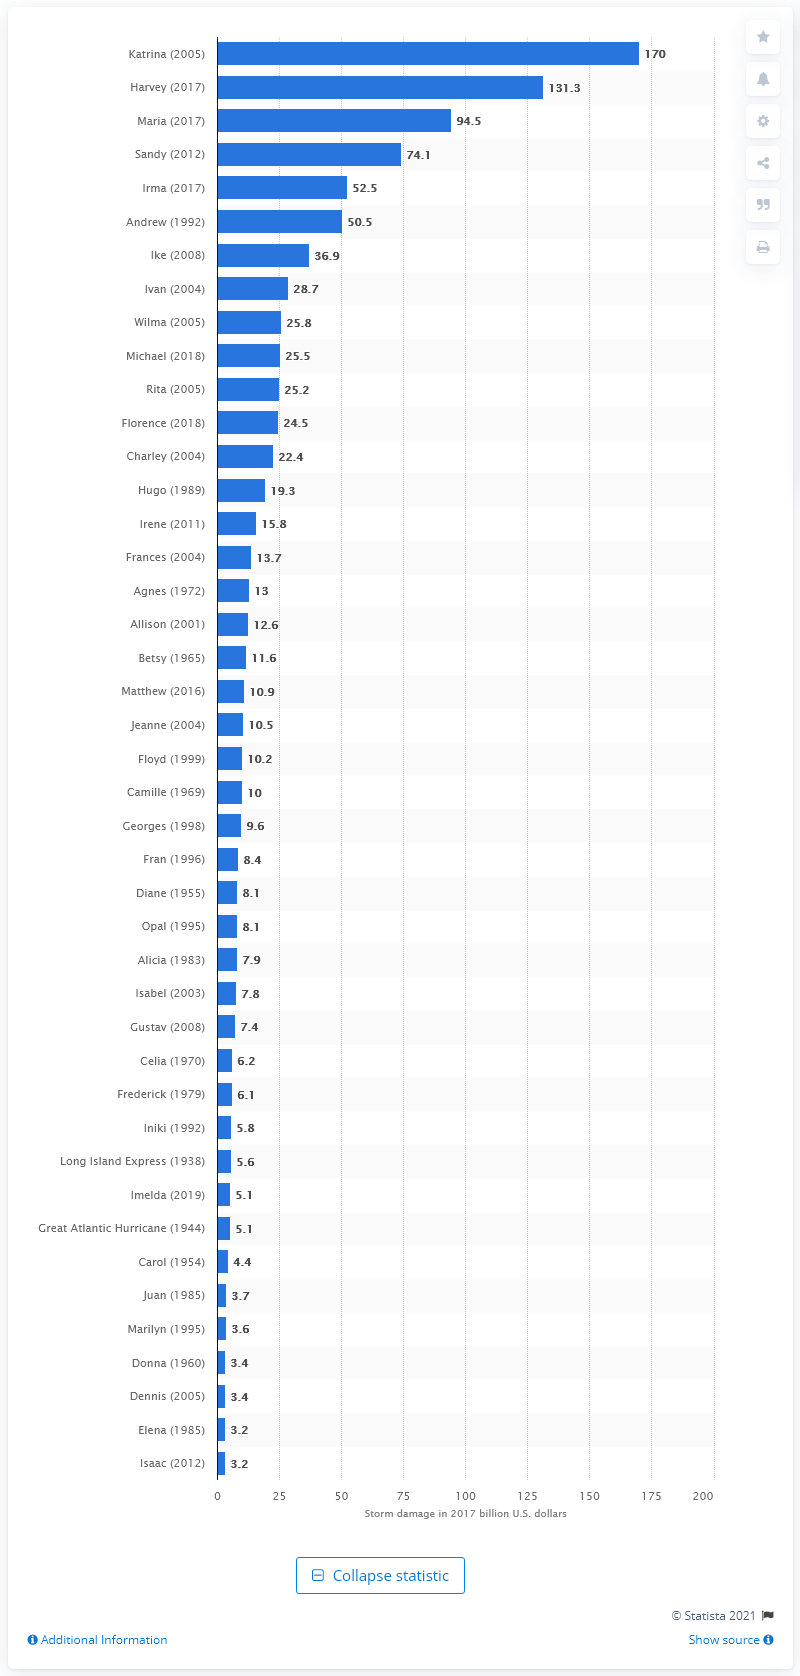 Katrina (2005) 170
Harvey (2017) 131.3
Maria (2017) 94.5
Sandy (2012) 74.1
Irma (2017) 52.5
Andrew (1992) 50.5
Ike (2008) 36.9
Ivan (2004) 28.7
Wilma (2005) 25.8
Michael (2018) 25.5
Rita (2005) 25.2
Florence (2018) 24.5
Charley (2004) 22.4
Hugo (1989) 19.3
Irene (2011) 15.8
Frances (2004) 13.7
Agnes (1972) 13
Allison (2001) 12.6
Betsy (1965) 11.6
Matthew (2016) 10.9
Jeanne (2004) 10.5
Floyd (1999) 10.2
Camille (1969) 10
Georges (1998) 9.6
Fran (1996) 8.4
Diane (1955) 8.1
Opal (1995) 8.1
Alicia (1983) 7.9
Isabel (2003) 7.8
Gustav (2008) 7.4
Celia (1970) 6.2
Frederick (1979) 6.1
Iniki (1992) 5.8
Long Island Express (1938) 5.6
Imelda (2019) 5.1
Great Atlantic Hurricane (1944) 5.1
Carol (1954) 4.4
Juan (1985) 3.7
Marilyn (1995) 3.6
Donna (1960) 3.4
Dennis (2005) 3.4
Elena (1985) 3.2
Isaac (2012) 3.2
0 25 50 75 100 125 150 175 200
Storm damage in 2017 billion U.S. dollars
Collapse statistic
© Statista 2021
Additional Information Show source